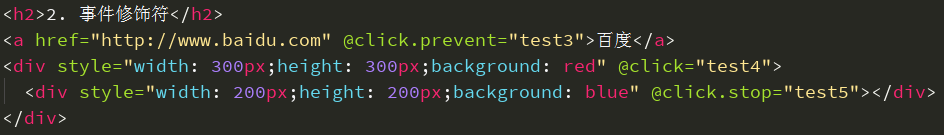 <h2>2. 事件修饰符</h2>
<a href="http://www.baidu.com" @click.prevent="test3">百度</a>
<div style="width: 300px;height: 300px;background: red" @click="test4">
<div style="width: 200px;height: 200px;background: blue" @click.stop="test5"></div>
</div>